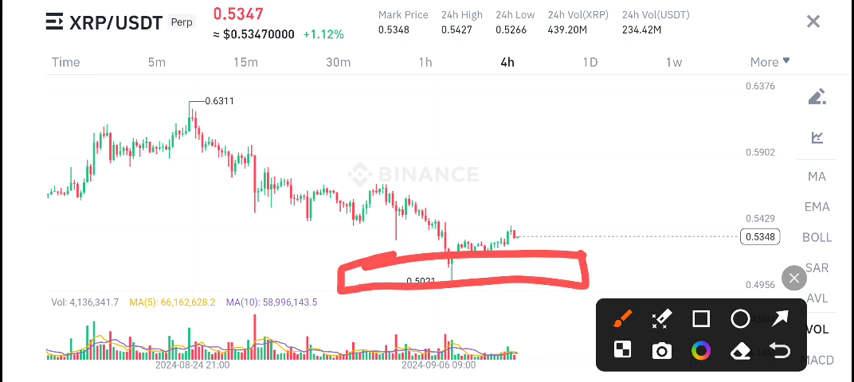 XRP/USDT Perp
0.5347
≈ $0.53470000 +1.12%
Mark Price 24h High 24h Low 24h Vol(XRP) 24h Vol(USDT)
0.5348 0.5427 0.5266 439.20M 234.42M
Time 5m 15m 30m 1h 4h 1D 1w More
0.6376
0.6311
0.5902
BINANCE
MA
EMA
0.5429
0.5348
BOLL
SAR
0.5021
0.4956
AVL
Vol: 4,136,341.7 MA(5): 66,162,628.2 MA(10): 58,996,143.5
VOL
MACD
2024-08-24 21:00 2024-09-06 09:00